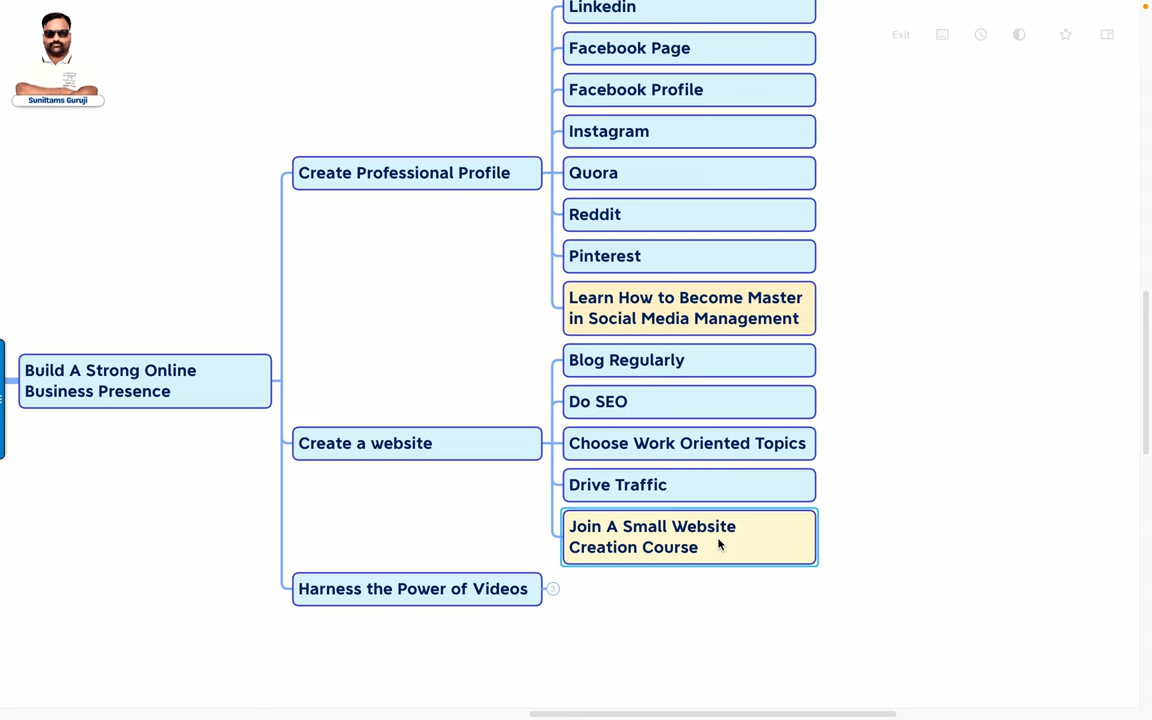 Linkedin
Exit
Facebook Page
Facebook Profile
Suniltams Guruji
Instagram
Create Professional Profile
Quora
Reddit
Pinterest
Learn How to Become Master
in Social Media Management
Build A Strong Online
Business Presence
Blog Regularly
Do SEO
Create a website
Choose Work Oriented Topics
Drive Traffic
Join A Small Website
Creation Course
Harness the Power of Videos
3